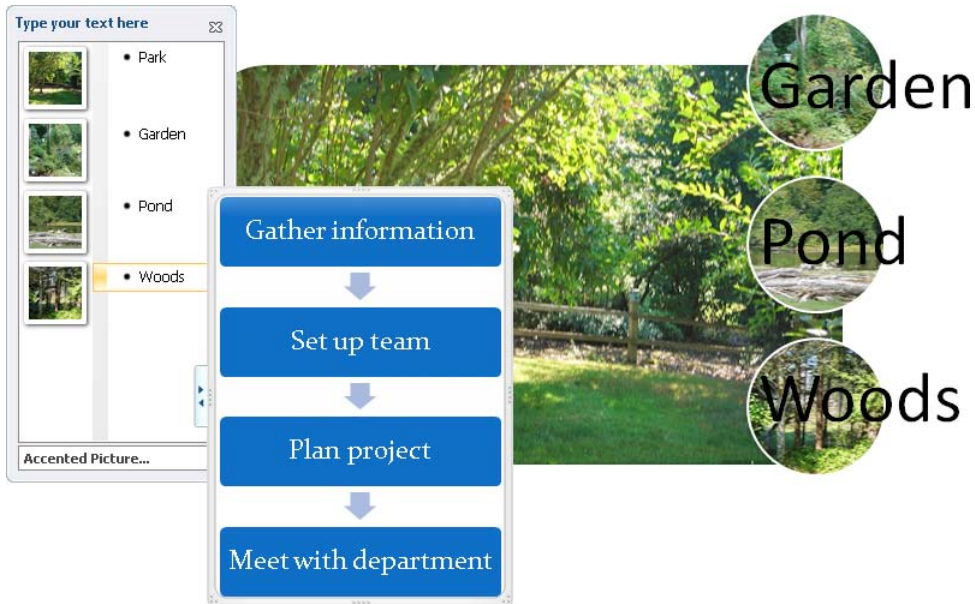 Type your text here
Park
Garden
Pond
Woods
Accented Picture...
Gather information
Set up team
Plan project
Meet with department
Garden
Pond
Woods